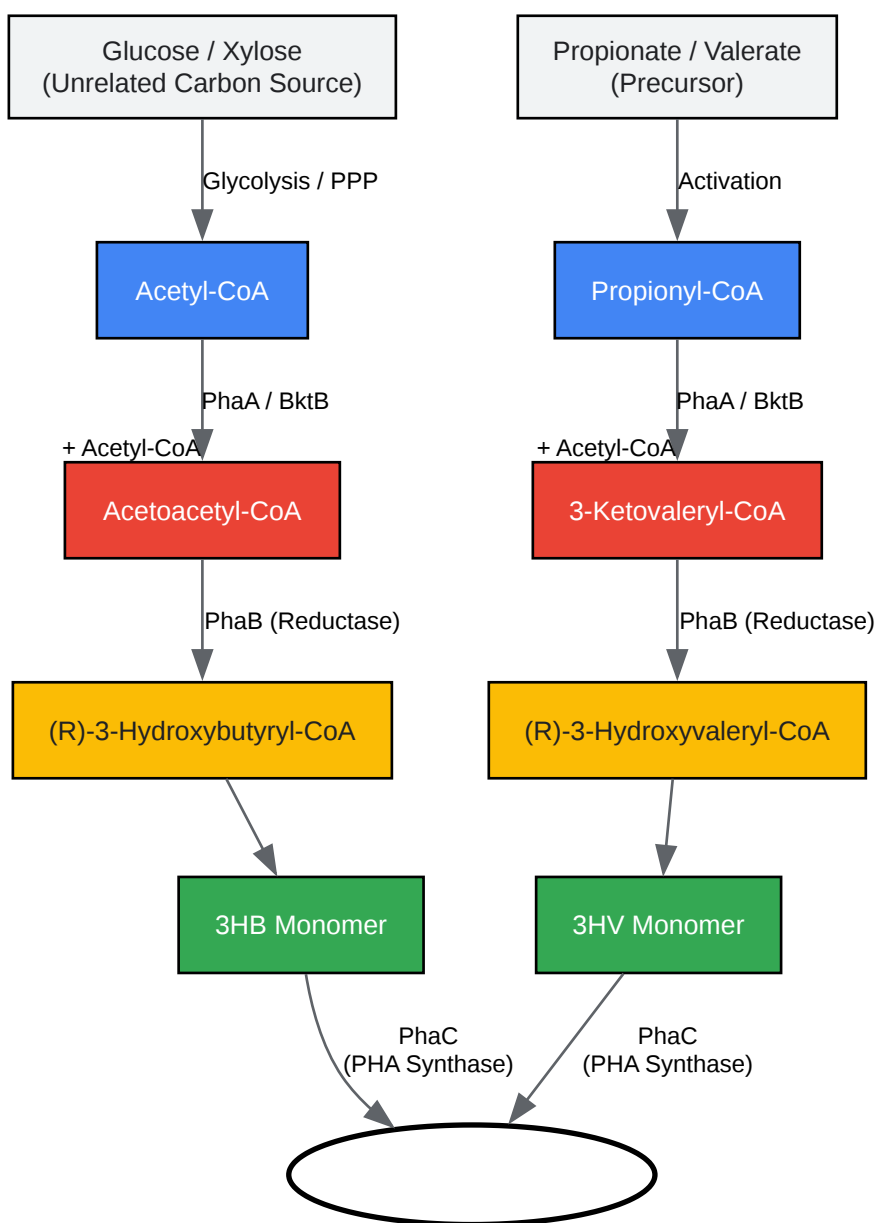 Glucose / Xylose
(Unrelated Carbon Source)
Propionate / Valerate
(Precursor)
Glycolysis / PPP
Activation
Acetyl-CoA
Propionyl-CoA
PhaA / BktB
PhaA / BktB
+ Acetyl-CoA
+ Acetyl-CoA
Acetoacetyl-CoA
3-Ketovaleryl-CoA
PhaB (Reductase)
PhaB (Reductase)
(R)-3-Hydroxybutyryl-CoA
(R)-3-Hydroxyvaleryl-CoA
3HB Monomer
3HV Monomer
PhaC
(PHA Synthase)
PhaC
(PHA Synthase)